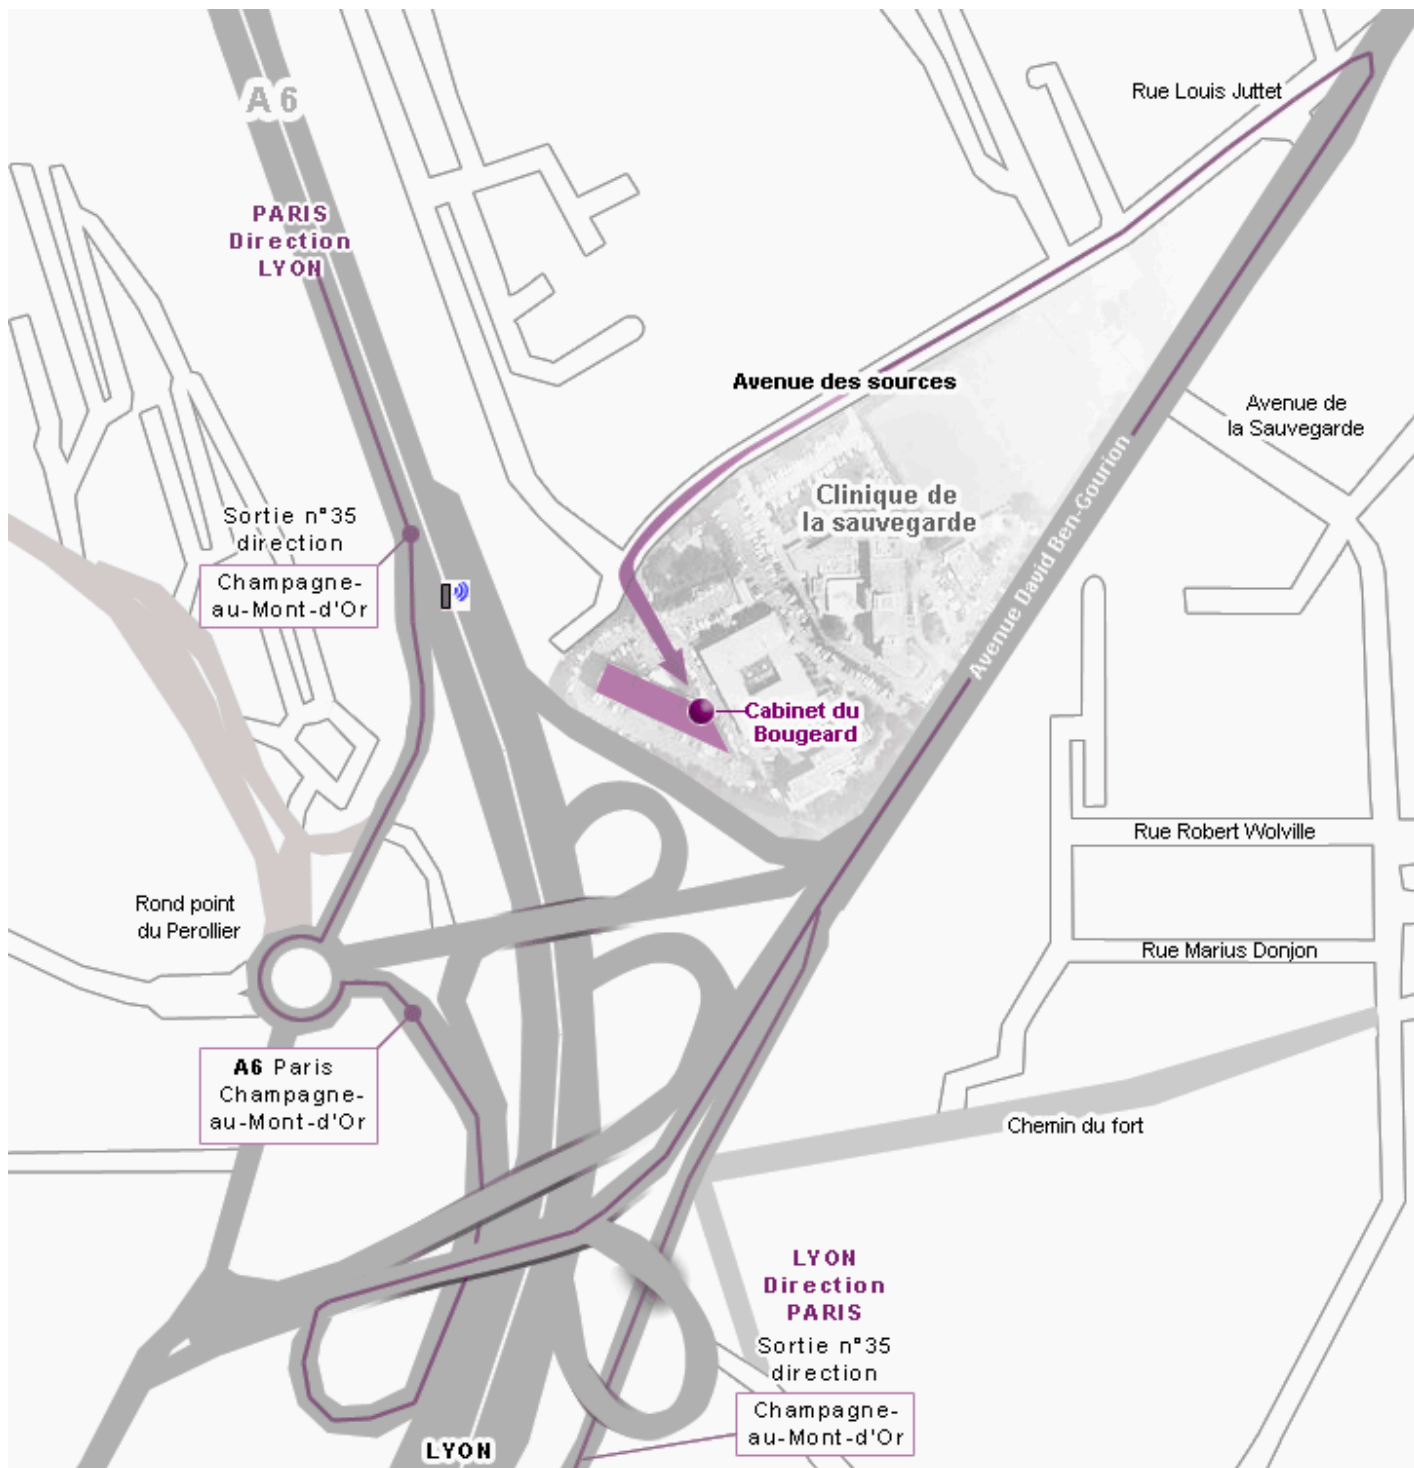 A 6
Rue Louis Juttet
PARIS
Direction
LYON
Avenue des sources
Avenue de
la Sauvegarde
Clinique de
la sauvegarde
Sortie n°35
direction
Champagne-
au-Mont-d'Or
Avenue David Ben-Gourion
Cabinet du
Bougeard
Rue Robert Wolville
Rond point
du Perollier
Rue Marius Donjon
A6 Paris
Champagne-
au-Mont-d'Or
Chemin du fort
LYON
Direction
PARIS
Sortie n°35
direction
Champagne-
au-Mont-d'Or
LYON